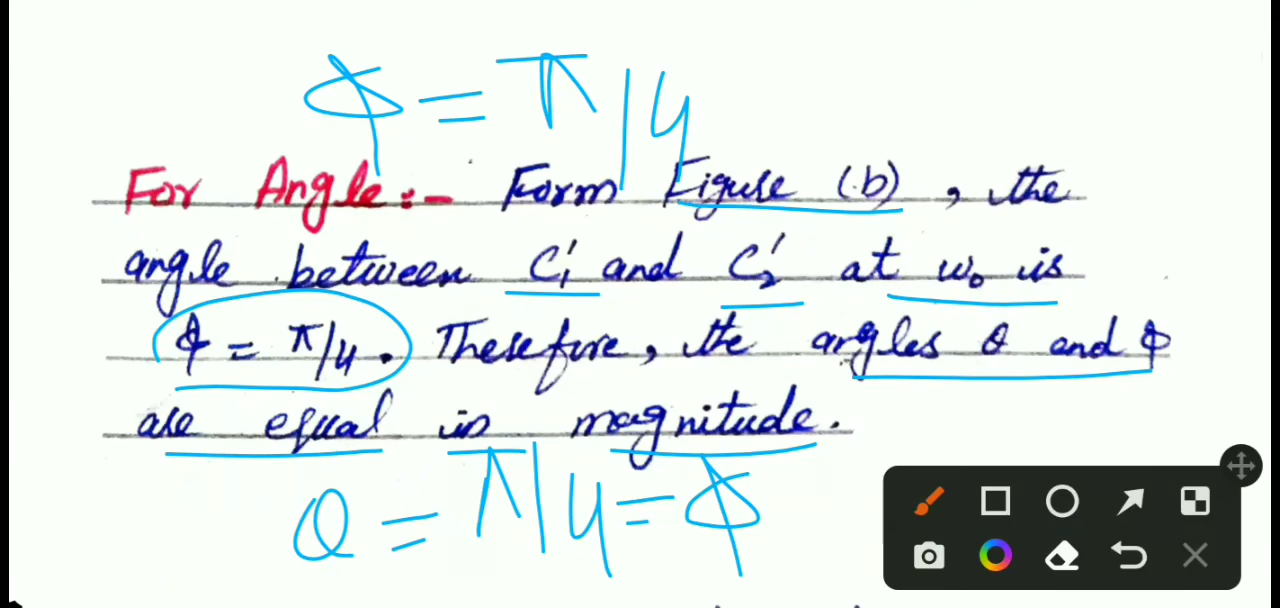 ϕ = π/4
For Angle:- Form Figure (b), the
angle between C₁' and C₂' at w₀ is
ϕ = π/4. Therefore, the angles θ and ϕ
are equal in magnitude.
θ = π/4 = ϕ